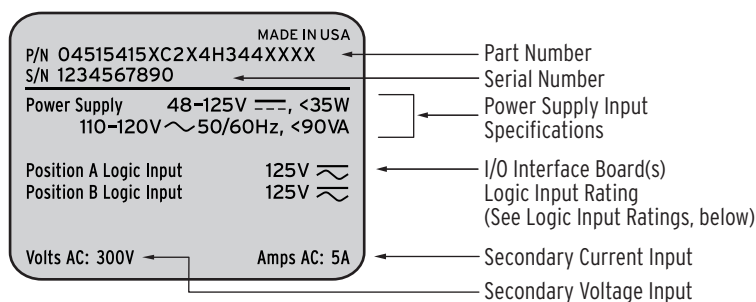 MADE IN USA
P/N 04515415XC2X4H344XXXX
S/N 1234567890
Power Supply 48–125V ⎓, <35W
110–120V ∿ 50/60Hz, <90VA
Position A Logic Input 125V ⏦
Position B Logic Input 125V ⏦
Volts AC: 300V Amps AC: 5A
Part Number
Serial Number
Power Supply Input
Specifications
I/O Interface Board(s)
Logic Input Rating
(See Logic Input Ratings, below)
Secondary Current Input
Secondary Voltage Input